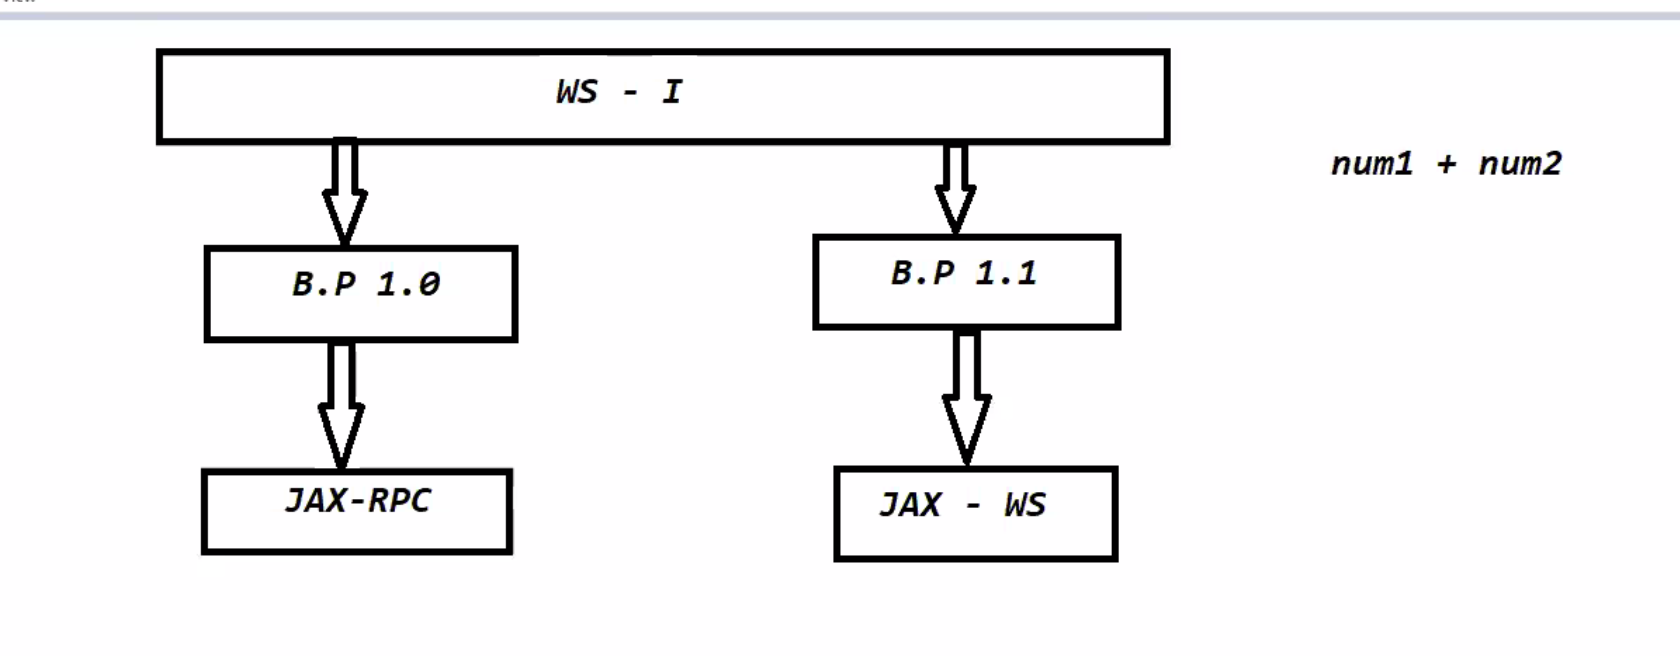 WS - I
num1 + num2
B.P 1.0
B.P 1.1
JAX-RPC
JAX - WS